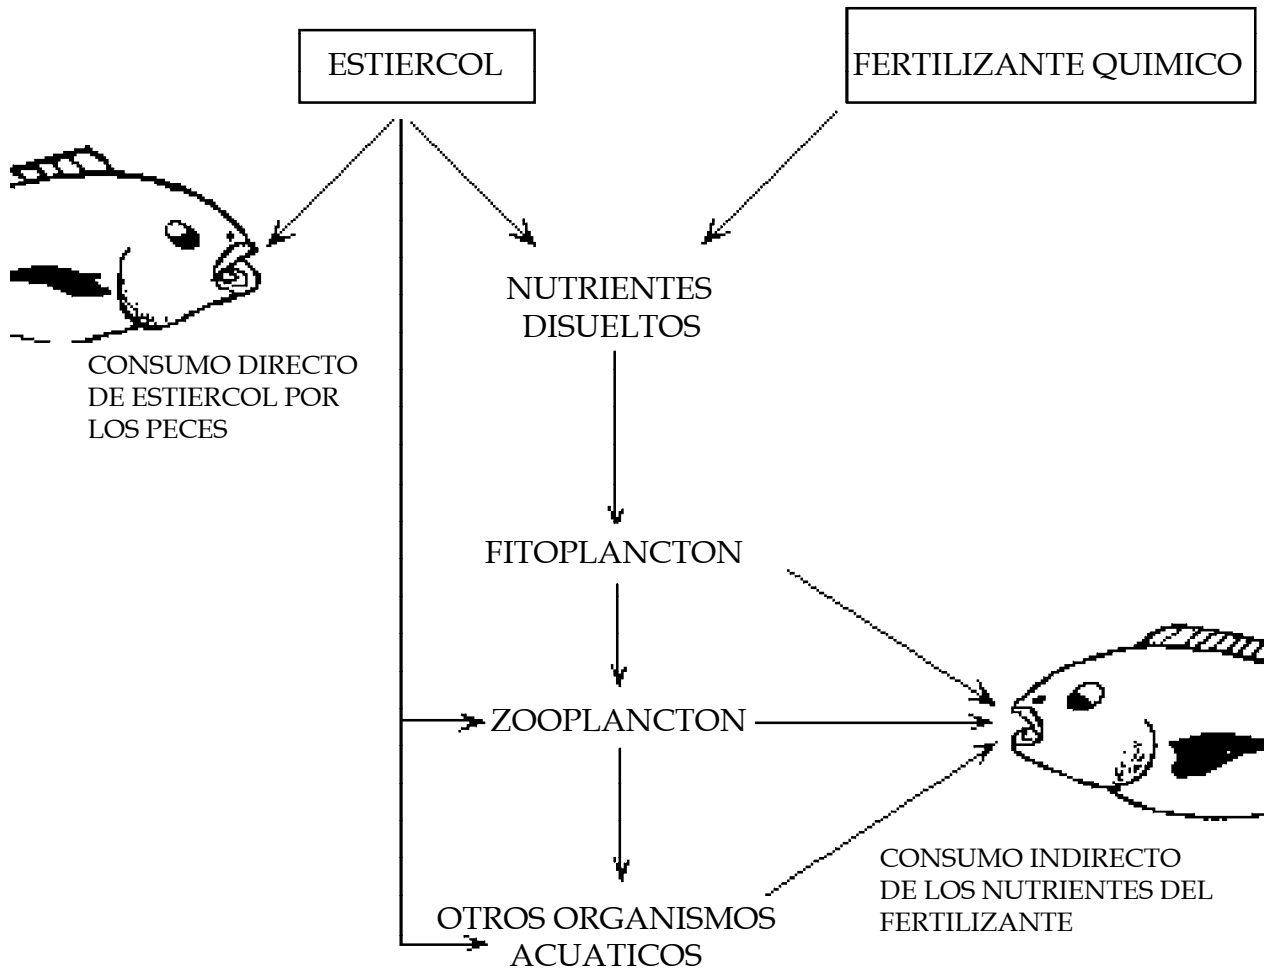 ESTIERCOL
FERTILIZANTE QUIMICO
NUTRIENTES
DISUELTOS
CONSUMO DIRECTO
DE ESTIERCOL POR
LOS PECES
FITOPLANCTON
ZOOPLANCTON
CONSUMO INDIRECTO
DE LOS NUTRIENTES DEL
FERTILIZANTE
OTROS ORGANISMOS
ACUATICOS